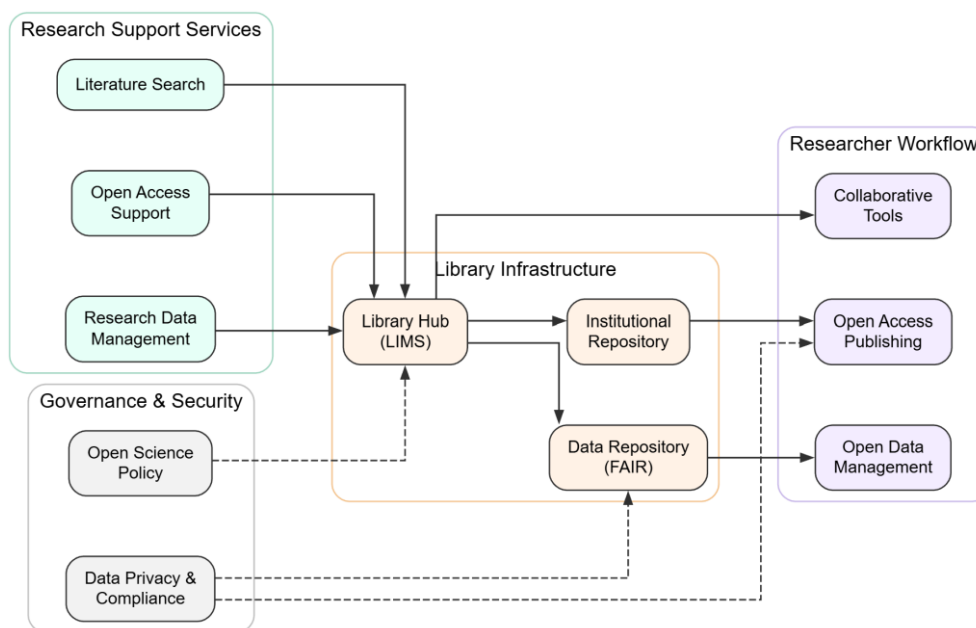 Research Support Services
Literature Search
Open Access
Support
Research Data
Management
Governance & Security
Open Science
Policy
Data Privacy &
Compliance
Library Infrastructure
Library Hub
(LIMS)
Institutional
Repository
Data Repository
(FAIR)
Researcher Workflow
Collaborative
Tools
Open Access
Publishing
Open Data
Management